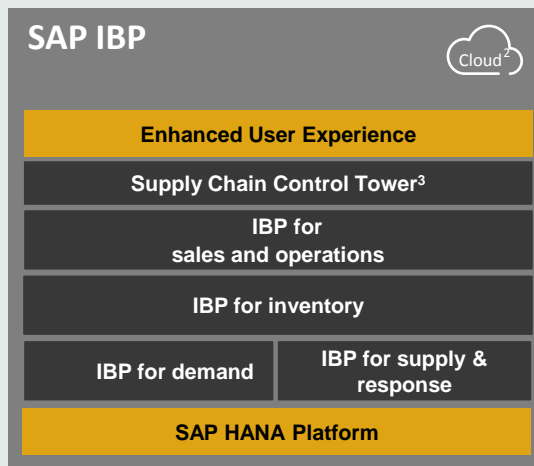 SAP IBP
Cloud²
Enhanced User Experience
Supply Chain Control Tower³
IBP for
sales and operations
IBP for inventory
IBP for demand
IBP for supply &
response
SAP HANA Platform